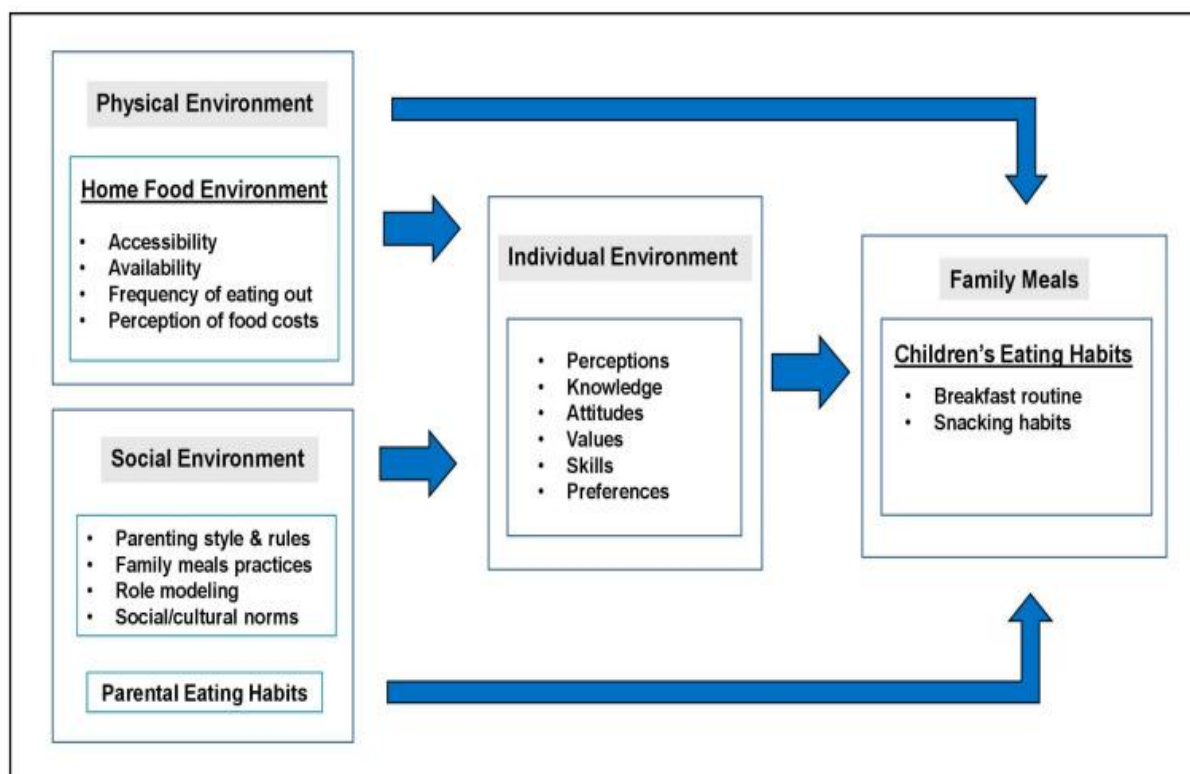 Physical Environment
Home Food Environment
• Accessibility
• Availability
• Frequency of eating out
• Perception of food costs
Social Environment
• Parenting style & rules
• Family meals practices
• Role modeling
• Social/cultural norms
Parental Eating Habits
Individual Environment
• Perceptions
• Knowledge
• Attitudes
• Values
• Skills
• Preferences
Family Meals
Children's Eating Habits
• Breakfast routine
• Snacking habits